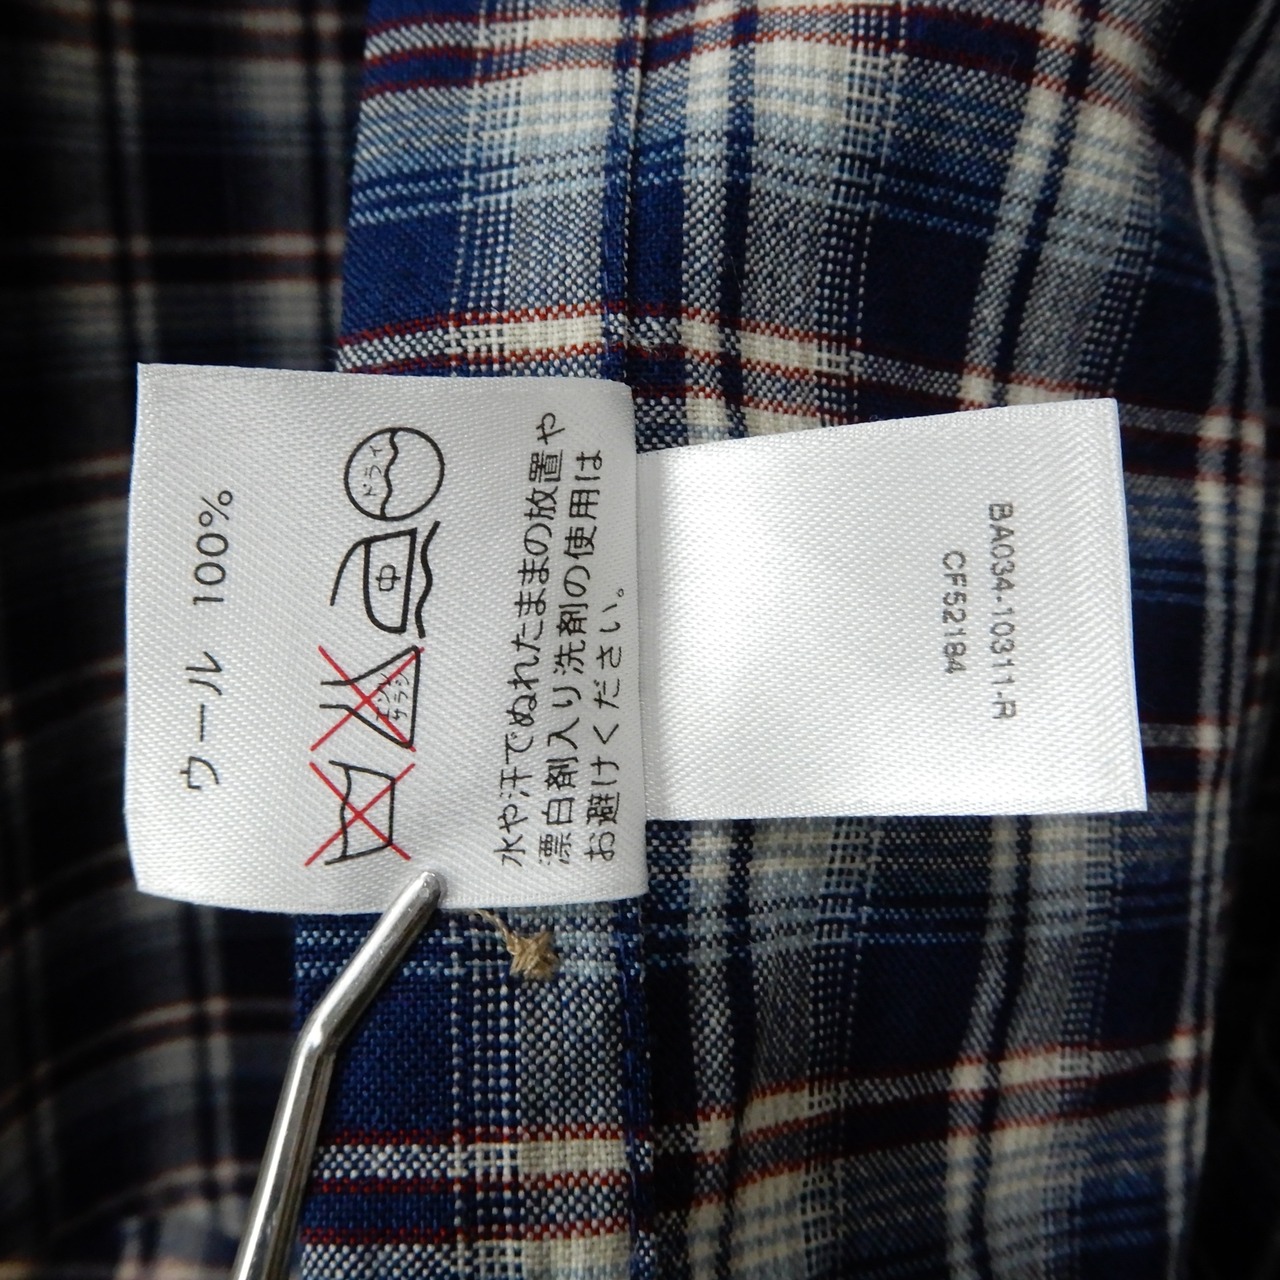 ウール 100%
ドライ
中
エンソ
サラシ
水や汗でぬれたままの放置や
漂白剤入り洗剤の使用は
お避けください。
BA034-10311-R
CF52184